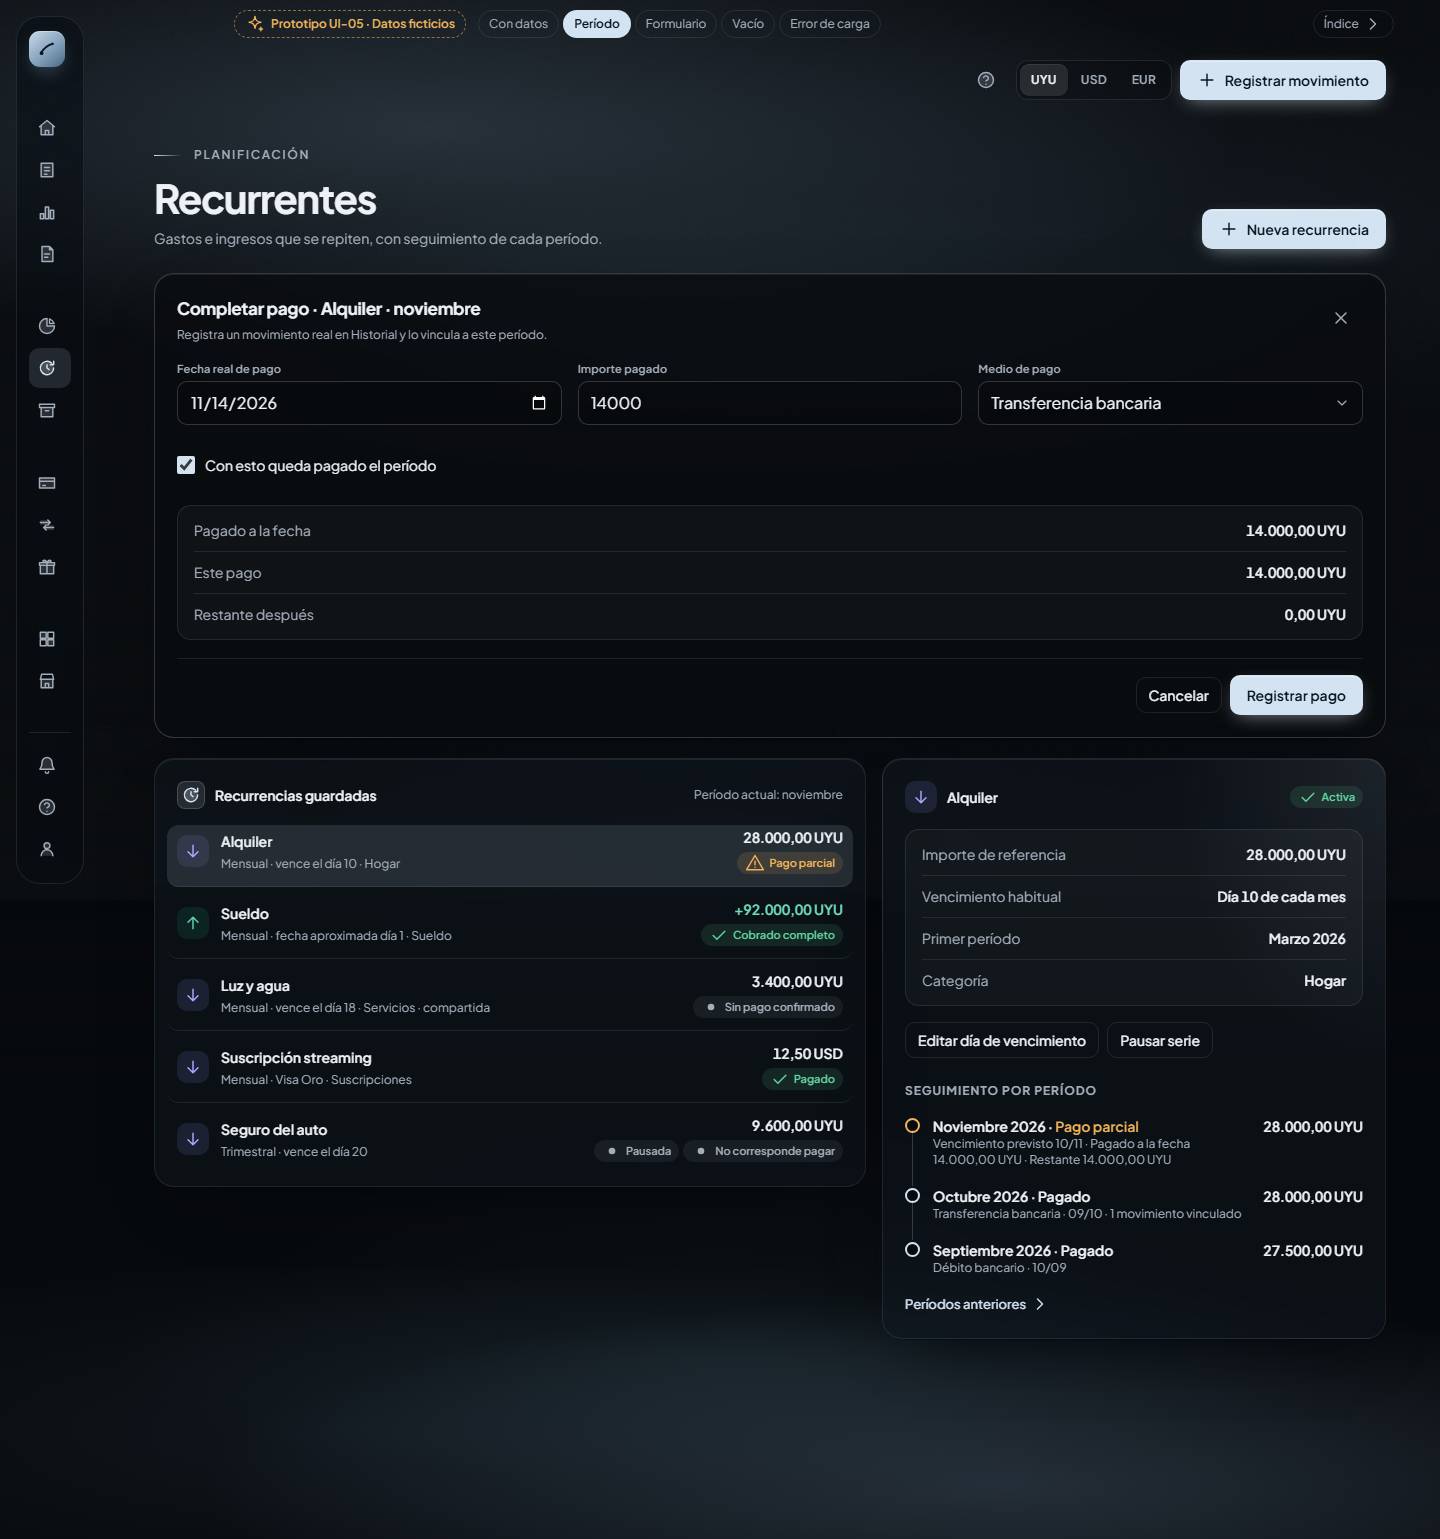 Prototipo UI-05 · Datos ficticios
Con datos
Período
Formulario
Vacío
Error de carga
Índice
UYU
USD
EUR
Registrar movimiento
PLANIFICACIÓN
Recurrentes
Gastos e ingresos que se repiten, con seguimiento de cada período.
Nueva recurrencia
Completar pago · Alquiler · noviembre
Registra un movimiento real en Historial y lo vincula a este período.
Fecha real de pago
11/14/2026
Importe pagado
14000
Medio de pago
Transferencia bancaria
Con esto queda pagado el período
Pagado a la fecha 14.000,00 UYU
Este pago 14.000,00 UYU
Restante después 0,00 UYU
Cancelar
Registrar pago
Recurrencias guardadas
Período actual: noviembre
Alquiler 28.000,00 UYU
Mensual · vence el día 10 · Hogar Pago parcial
Sueldo +92.000,00 UYU
Mensual · fecha aproximada día 1 · Sueldo Cobrado completo
Luz y agua 3.400,00 UYU
Mensual · vence el día 18 · Servicios · compartida Sin pago confirmado
Suscripción streaming 12,50 USD
Mensual · Visa Oro · Suscripciones Pagado
Seguro del auto 9.600,00 UYU
Trimestral · vence el día 20 Pausada No corresponde pagar
Alquiler Activa
Importe de referencia 28.000,00 UYU
Vencimiento habitual Día 10 de cada mes
Primer período Marzo 2026
Categoría Hogar
Editar día de vencimiento
Pausar serie
SEGUIMIENTO POR PERÍODO
Noviembre 2026 · Pago parcial 28.000,00 UYU
Vencimiento previsto 10/11 · Pagado a la fecha
14.000,00 UYU · Restante 14.000,00 UYU
Octubre 2026 · Pagado 28.000,00 UYU
Transferencia bancaria · 09/10 · 1 movimiento vinculado
Septiembre 2026 · Pagado 27.500,00 UYU
Débito bancario · 10/09
Períodos anteriores